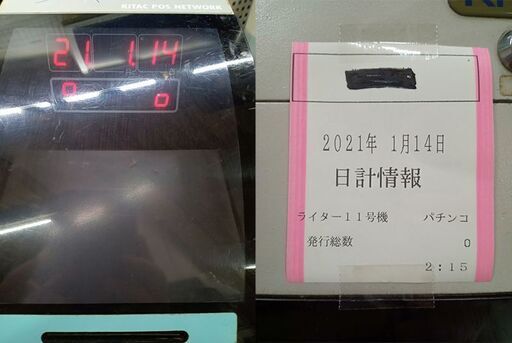 KITAC POS NETWORK
21 1.14
0 0
2021年 1月14日
日計情報
ライター11号機 パチンコ
発行総数 0
2:15